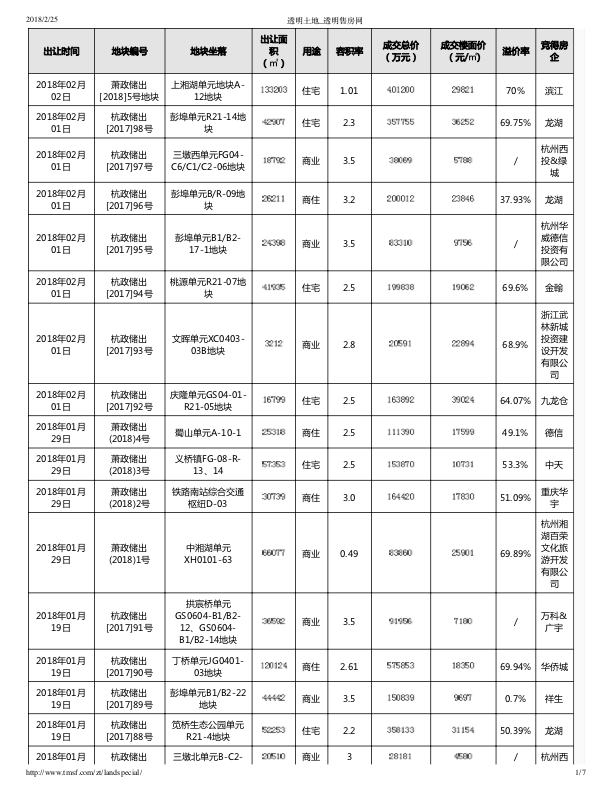 2018/2/25 透明土地_透明售房网
出让时间 地块编号 地块坐落 出让面积（㎡） 用途 容积率 成交总价（万元） 成交楼面价（元/㎡） 溢价率 竞得房企
2018年02月02日 萧政储出[2018]5号地块 上湘湖单元地块A-12地块 133203 住宅 1.01 401200 29821 70% 滨江
2018年02月01日 杭政储出[2017]98号 彭埠单元R21-14地块 42907 住宅 2.3 357755 36252 69.75% 龙湖
2018年02月01日 杭政储出[2017]97号 三墩西单元FG04-C6/C1/C2-06地块 18792 商业 3.5 38069 5788 / 杭州西投&绿城
2018年02月01日 杭政储出[2017]96号 彭埠单元B/R-09地块 26211 商住 3.2 200012 23846 37.93% 龙湖
2018年02月01日 杭政储出[2017]95号 彭埠单元B1/B2-17-1地块 24398 商业 3.5 83310 9756 / 杭州华威德信投资有限公司
2018年02月01日 杭政储出[2017]94号 桃源单元R21-07地块 41935 住宅 2.5 199838 19062 69.6% 金翰
2018年02月01日 杭政储出[2017]93号 文晖单元XC0403-03B地块 3212 商业 2.8 20591 22894 68.9% 浙江武林新城投资建设开发有限公司
2018年02月01日 杭政储出[2017]92号 庆隆单元GS04-01-R21-05地块 16799 住宅 2.5 163892 39024 64.07% 九龙仓
2018年01月29日 萧政储出(2018)4号 蜀山单元A-10-1 25318 商住 2.5 111390 17599 49.1% 德信
2018年01月29日 萧政储出(2018)3号 义桥镇FG-08-R-13、14 57353 住宅 2.5 153870 10731 53.3% 中天
2018年01月29日 萧政储出(2018)2号 铁路南站综合交通枢纽D-03 30739 商住 3.0 164420 17830 51.09% 重庆华宇
2018年01月29日 萧政储出(2018)1号 中湘湖单元XH0101-63 66077 商业 0.49 83860 25901 69.89% 杭州湘湖百荣文化旅游开发有限公司
2018年01月19日 杭政储出[2017]91号 拱宸桥单元GS0604-B1/B2-12、GS0604-B1/B2-14地块 36592 商业 3.5 91956 7180 / 万科&广宇
2018年01月19日 杭政储出[2017]90号 丁桥单元JG0401-03地块 120124 商住 2.61 575853 18350 69.94% 华侨城
2018年01月19日 杭政储出[2017]89号 彭埠单元B1/B2-22地块 44442 商业 3.5 150839 9697 0.7% 祥生
2018年01月19日 杭政储出[2017]88号 笕桥生态公园单元R21-4地块 52253 住宅 2.2 358133 31154 50.39% 龙湖
2018年01月 杭政储出 三墩北单元B-C2- 20510 商业 3 28181 4580 / 杭州西
http://www.tmsf.com/zt/landspecial/ 1/7